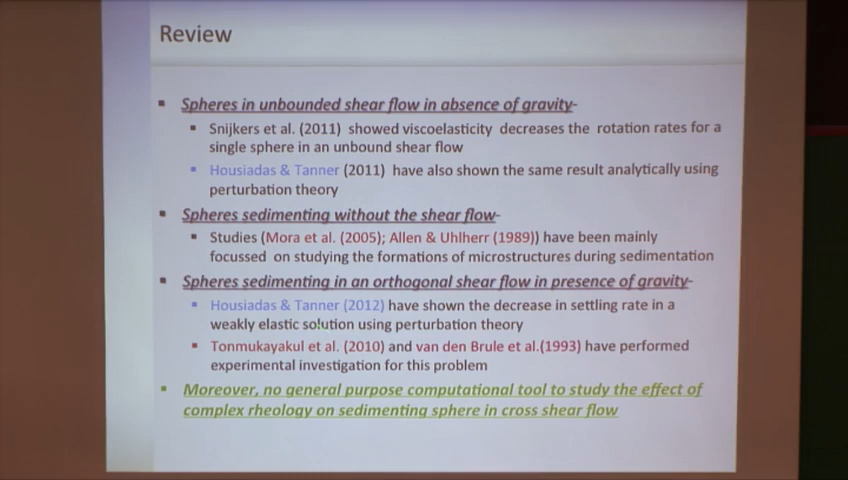 Review
Spheres in unbounded shear flow in absence of gravity-
Snijkers et al. (2011) showed viscoelasticity decreases the rotation rates for a
single sphere in an unbound shear flow
Housiadas & Tanner (2011) have also shown the same result analytically using
perturbation theory
Spheres sedimenting without the shear flow-
Studies (Mora et al. (2005); Allen & Uhlherr (1989)) have been mainly
focussed on studying the formations of microstructures during sedimentation
Spheres sedimenting in an orthogonal shear flow in presence of gravity-
Housiadas & Tanner (2012) have shown the decrease in settling rate in a
weakly elastic solution using perturbation theory
Tonmukayakul et al. (2010) and van den Brule et al.(1993) have performed
experimental investigation for this problem
Moreover, no general purpose computational tool to study the effect of
complex rheology on sedimenting sphere in cross shear flow